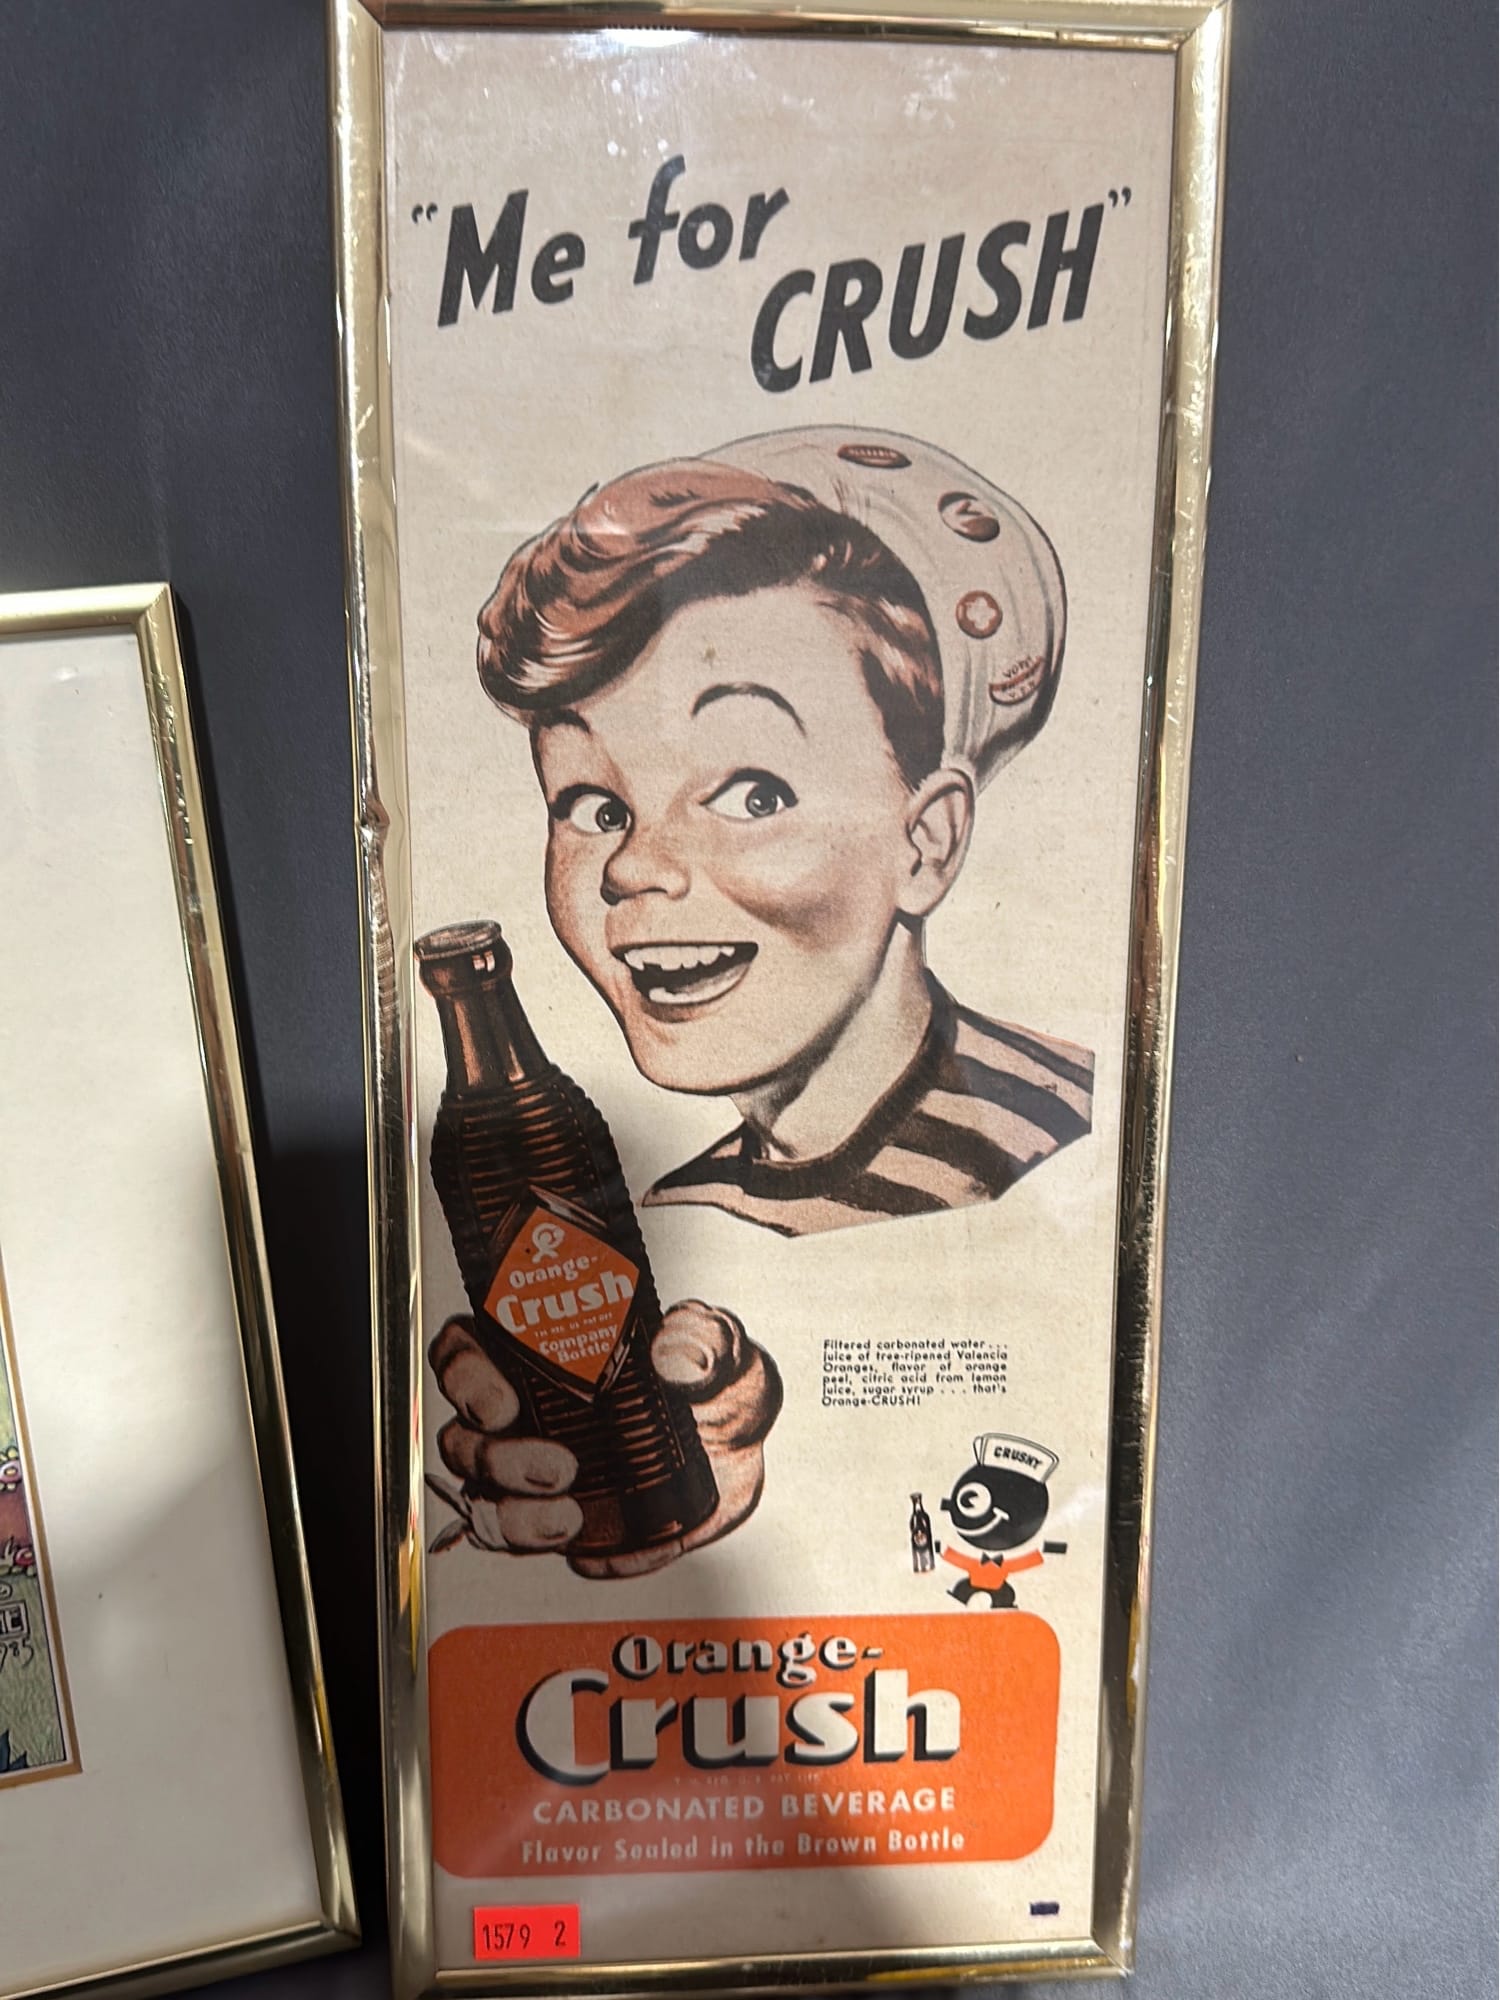 "Me for
CRUSH"
VOTE!
Orange-
Crush
Company
Bottle
Filtered carbonated water...
juice of tree-ripened Valencia
Oranges, flavor of orange
peel, citric acid from lemon
juice, sugar syrup . . . that's
Orange-CRUSH!
CRUSHY
Orange-
Crush
CARBONATED BEVERAGE
Flavor Sealed in the Brown Bottle
1579 2